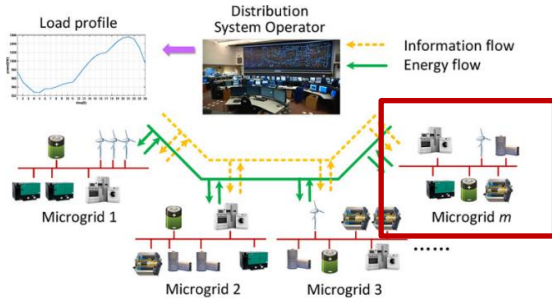 Load profile
Distribution
System Operator
Information flow
Energy flow
Microgrid 1
Microgrid 2
Microgrid 3
Microgrid m
......